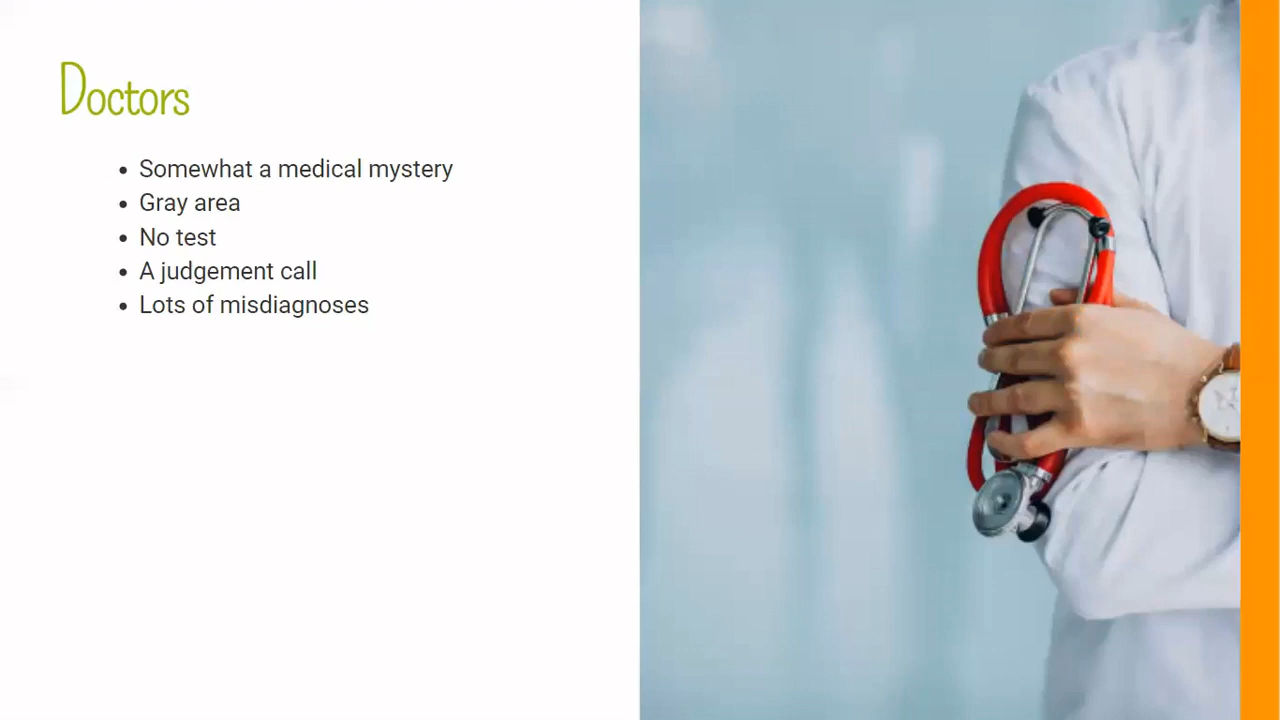 Doctors
• Somewhat a medical mystery
• Gray area
• No test
• A judgement call
• Lots of misdiagnoses